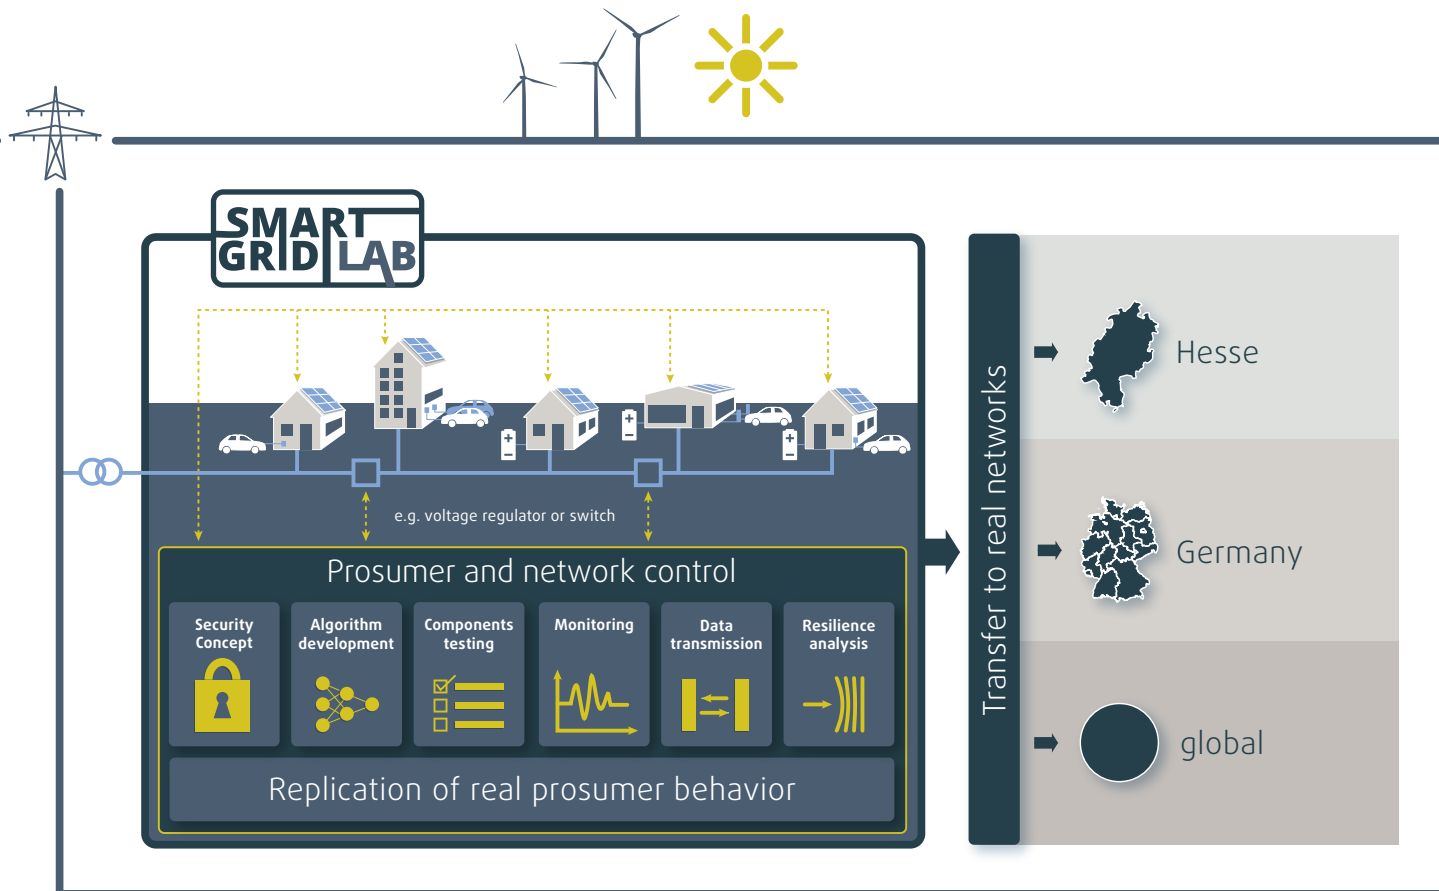 SMART
GRID LAB
e.g. voltage regulator or switch
Prosumer and network control
Security
Concept
Algorithm
development
Components
testing
Monitoring
Data
transmission
Resilience
analysis
Replication of real prosumer behavior
Transfer to real networks
Hesse
Germany
global